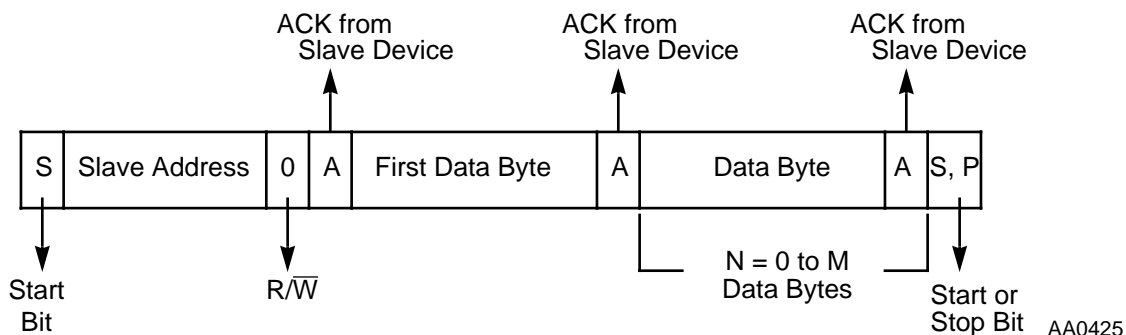 ACK from
Slave Device
ACK from
Slave Device
ACK from
Slave Device
S
Slave Address
0
A
First Data Byte
A
Data Byte
A
S, P
Start
Bit
R/W̅
N = 0 to M
Data Bytes
Start or
Stop Bit
AA0425